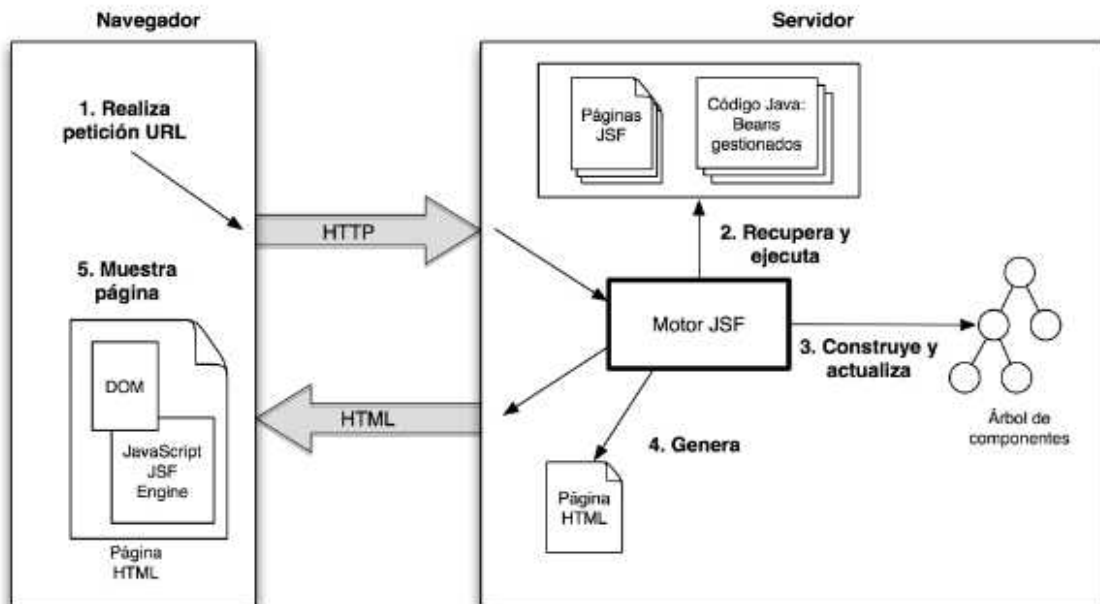 Navegador
Servidor
1. Realiza
petición URL
HTTP
5. Muestra
página
DOM
JavaScript
JSF
Engine
Página
HTML
HTML
Páginas
JSF
Código Java:
Beans
gestionados
2. Recupera y
ejecuta
Motor JSF
3. Construye y
actualiza
Árbol de
componentes
4. Genera
Página
HTML